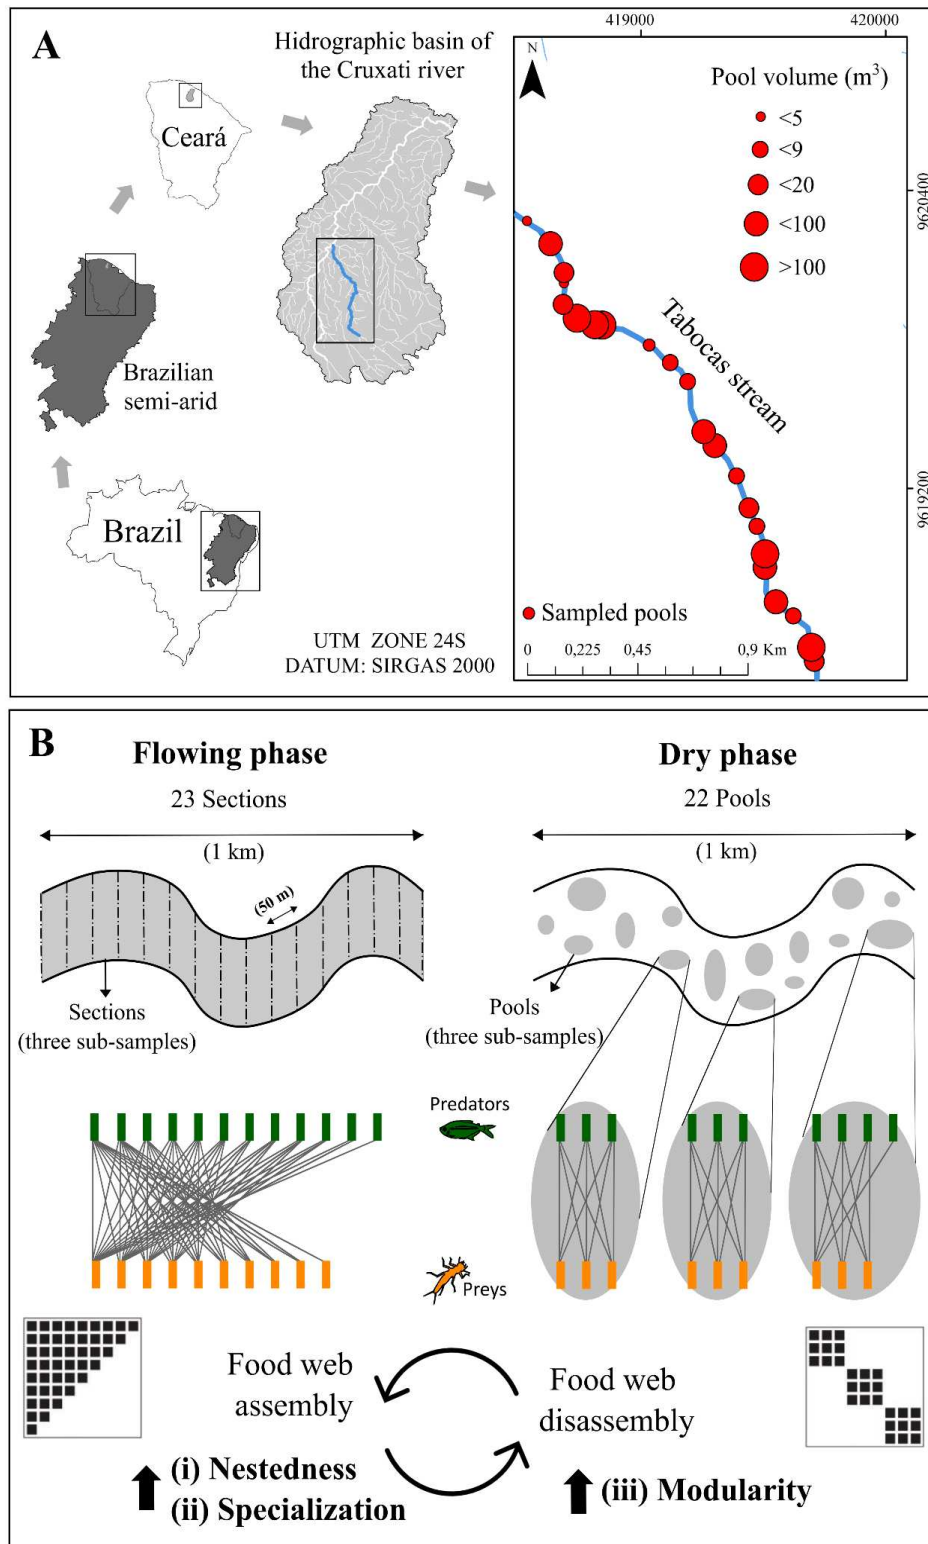 A
Hidrographic basin of
the Cruxati river
Ceará
Brazilian
semi-arid
Brazil
UTM ZONE 24S
DATUM: SIRGAS 2000
419000
420000
N
Pool volume (m³)
<5
<9
<20
<100
>100
9620400
Tabocas stream
9619200
Sampled pools
0
0,225
0,45
0,9 Km
B
Flowing phase
23 Sections
(1 km)
(50 m)
Sections
(three sub-samples)
Dry phase
22 Pools
(1 km)
Pools
(three sub-samples)
Predators
Preys
Food web
assembly
Food web
disassembly
(i) Nestedness
(ii) Specialization
(iii) Modularity